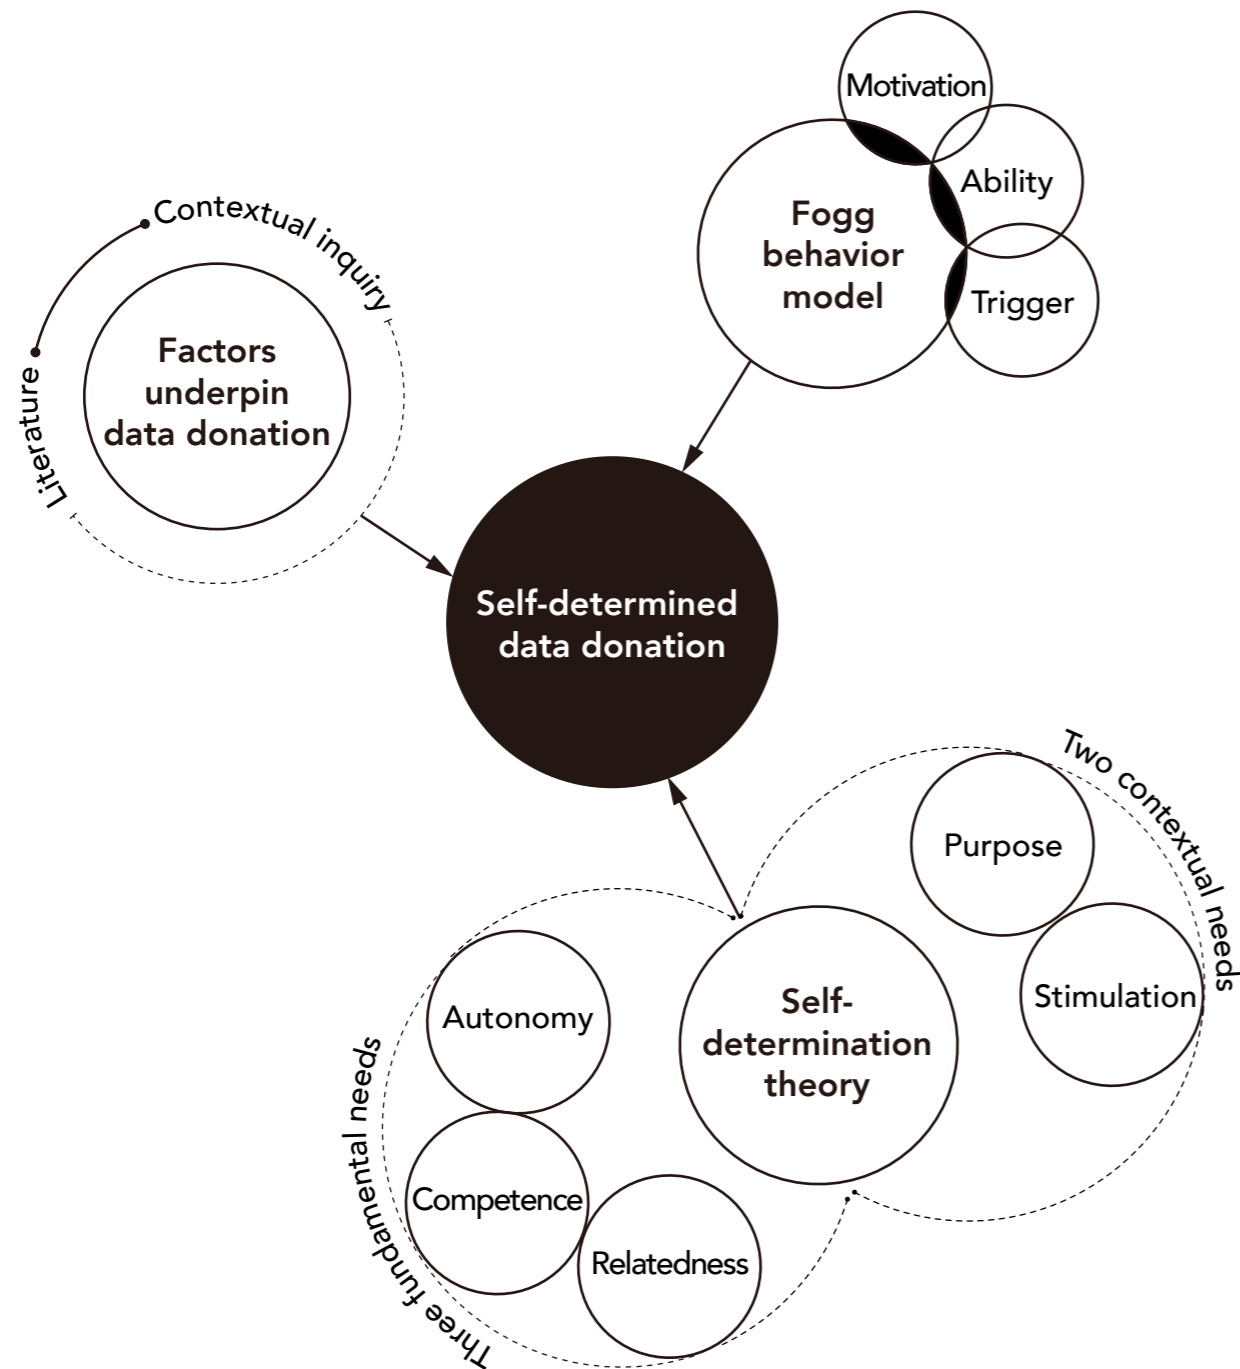 Motivation
Ability
Trigger
Fogg
behavior
model
Contextual inquiry
Literature
Factors
underpin
data donation
Self-determined
data donation
Two contextual needs
Purpose
Stimulation
Self-
determination
theory
Three fundamental needs
Autonomy
Competence
Relatedness